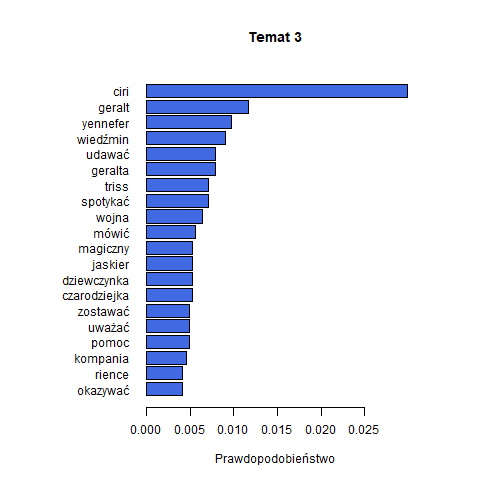 Temat 3
ciri
geralt
yennefer
wiedźmin
udawać
geralta
triss
spotykać
wojna
mówić
magiczny
jaskier
dziewczynka
czarodziejka
zostawać
uważać
pomoc
kompania
rience
okazywać
0.000 0.005 0.010 0.015 0.020 0.025
Prawdopodobieństwo